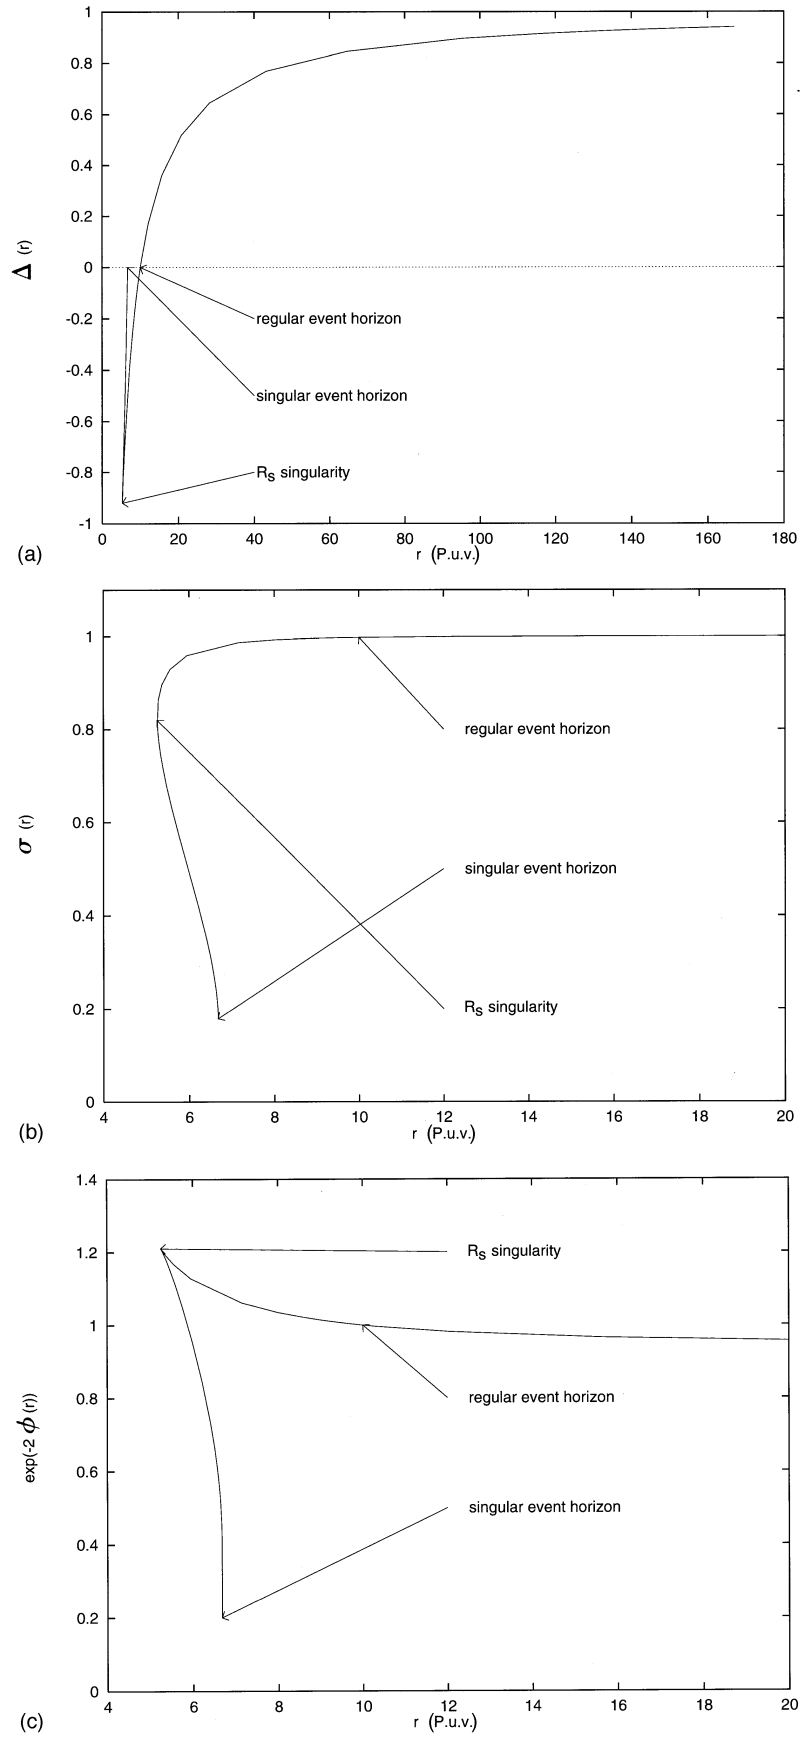 1
0.8
0.6
0.4
0.2
0
-0.2
-0.4
-0.6
-0.8
-1
Δ (r)
regular event horizon
singular event horizon
RS singularity
0 20 40 60 80 100 120 140 160 180
r (P.u.v.)
(a)
1
0.8
0.6
0.4
0.2
0
σ (r)
regular event horizon
singular event horizon
RS singularity
4 6 8 10 12 14 16 18 20
r (P.u.v.)
(b)
1.4
1.2
1
0.8
0.6
0.4
0.2
0
exp(-2 ϕ (r))
RS singularity
regular event horizon
singular event horizon
4 6 8 10 12 14 16 18 20
r (P.u.v.)
(c)